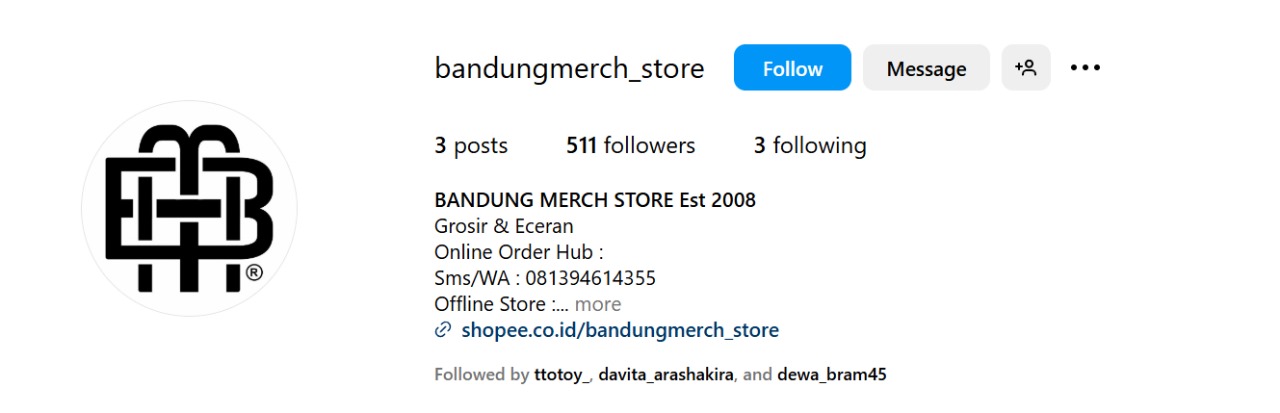 bandungmerch_store Follow Message
3 posts 511 followers 3 following
BANDUNG MERCH STORE Est 2008
Grosir & Eceran
Online Order Hub :
Sms/WA : 081394614355
Offline Store :... more
shopee.co.id/bandungmerch_store
Followed by ttotoy_, davita_arashakira, and dewa_bram45
®